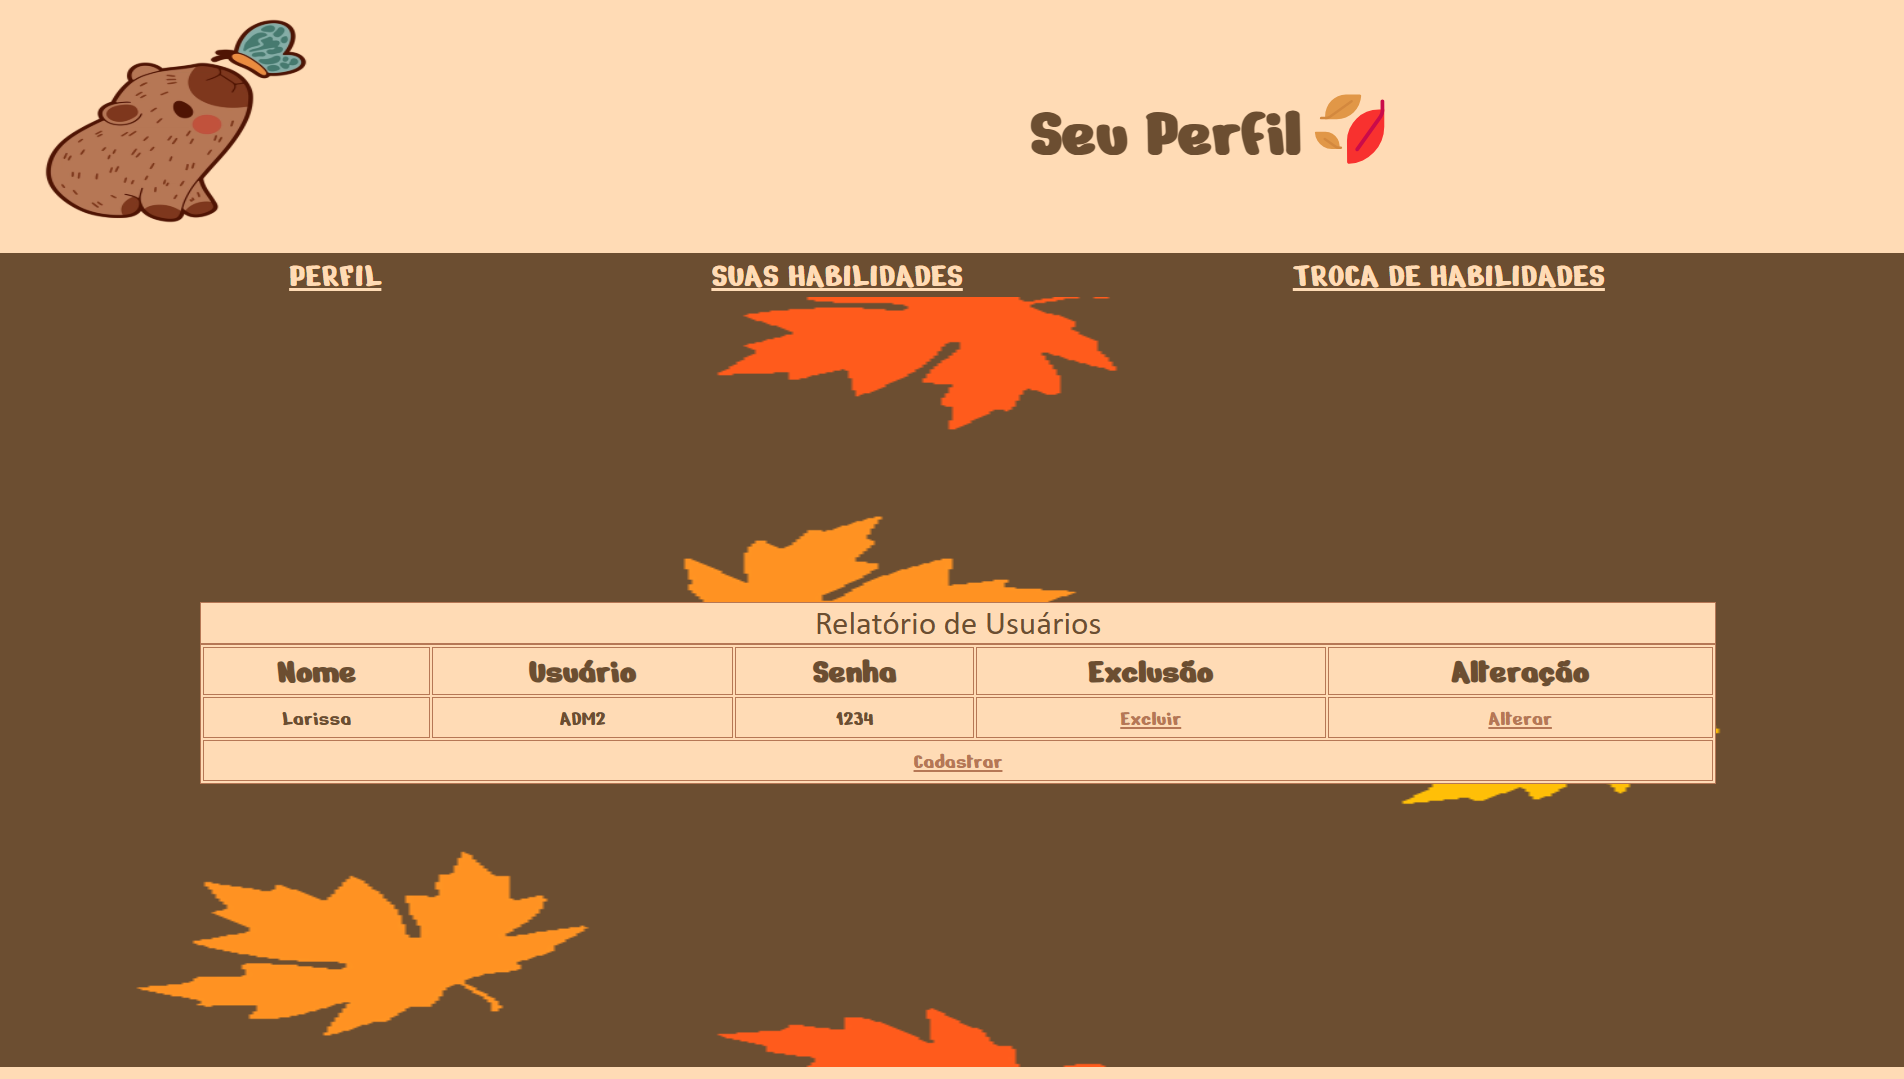 Seu Perfil
PERFIL SUAS HABILIDADES TROCA DE HABILIDADES
Relatório de Usuários
Nome Usuário Senha Exclusão Alteração
Larissa ADM2 1234 Excluir Alterar
Cadastrar